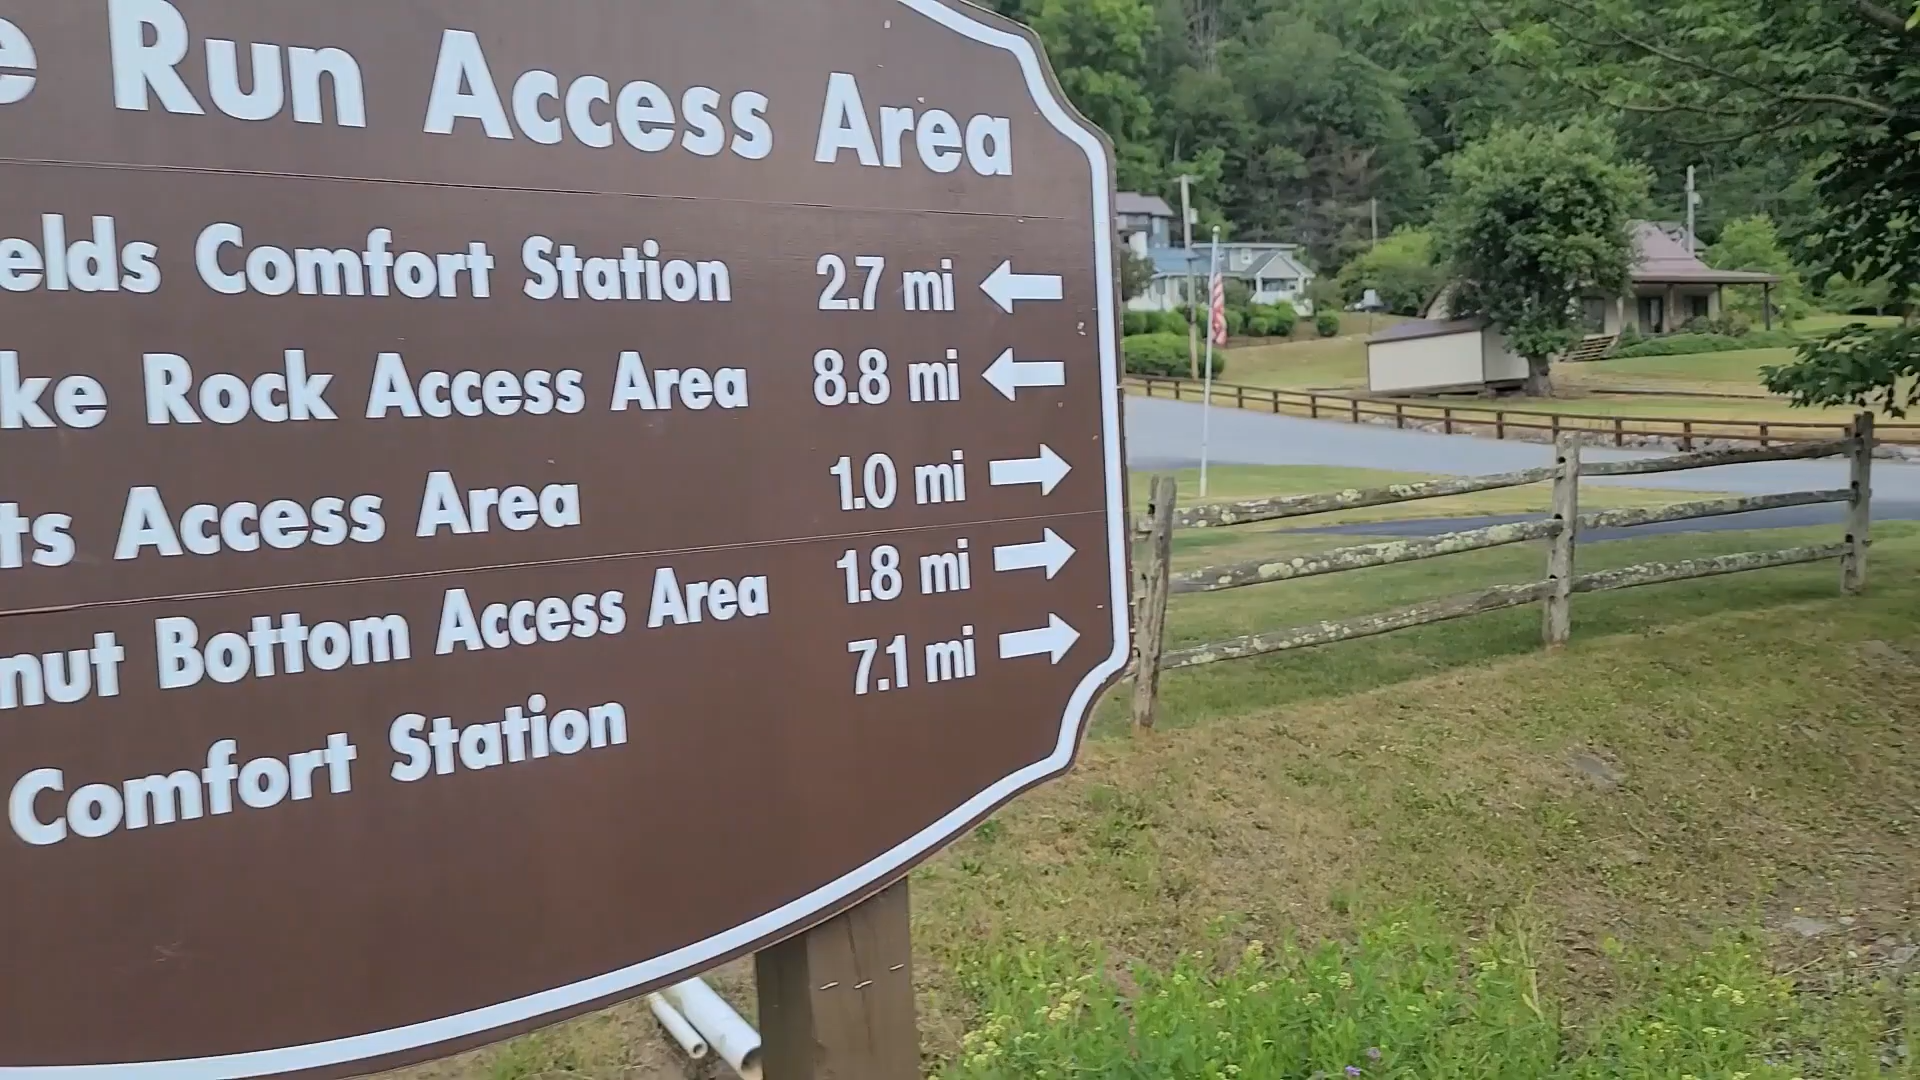 e Run Access Area
elds Comfort Station 2.7 mi ←
ke Rock Access Area 8.8 mi ←
ts Access Area 1.0 mi →
nut Bottom Access Area 1.8 mi →
Comfort Station 7.1 mi →